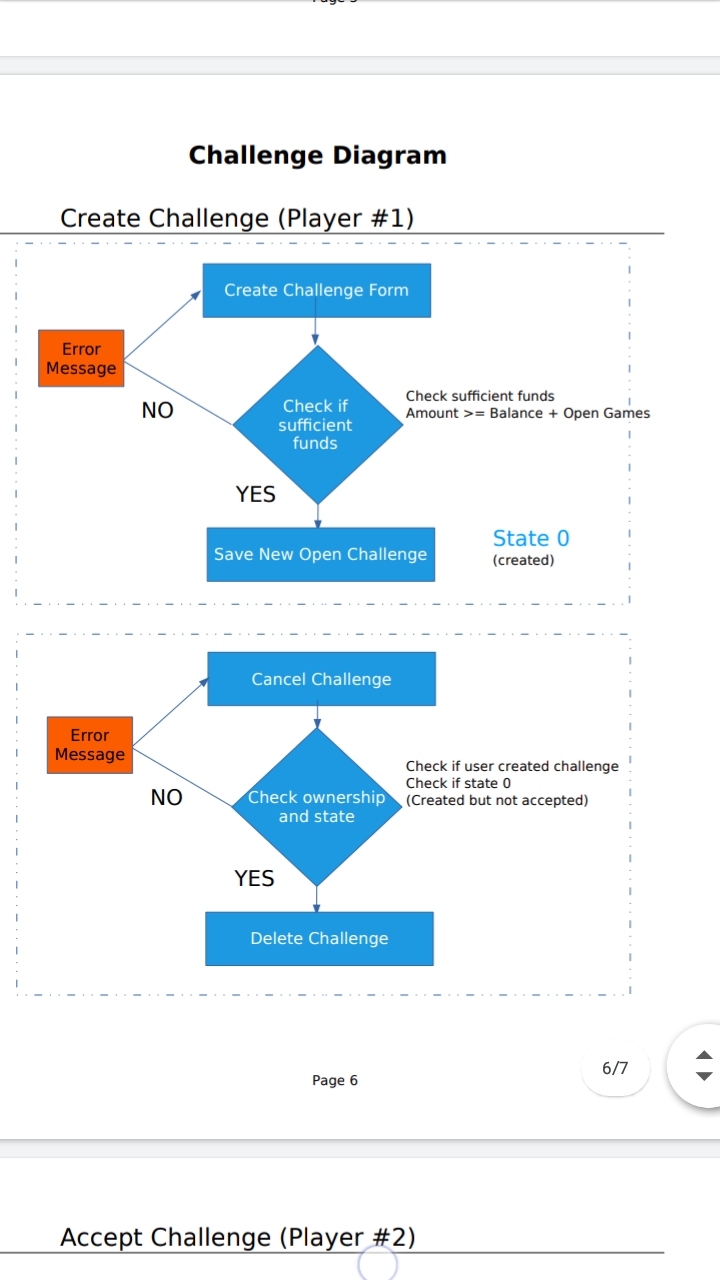 Challenge Diagram
Create Challenge (Player #1)
Create Challenge Form
Error
Message
NO
Check if
sufficient
funds
Check sufficient funds
Amount >= Balance + Open Games
YES
Save New Open Challenge
State 0
(created)
Cancel Challenge
Error
Message
NO
Check ownership
and state
Check if user created challenge
Check if state 0
(Created but not accepted)
YES
Delete Challenge
6/7
Page 6
Accept Challenge (Player #2)